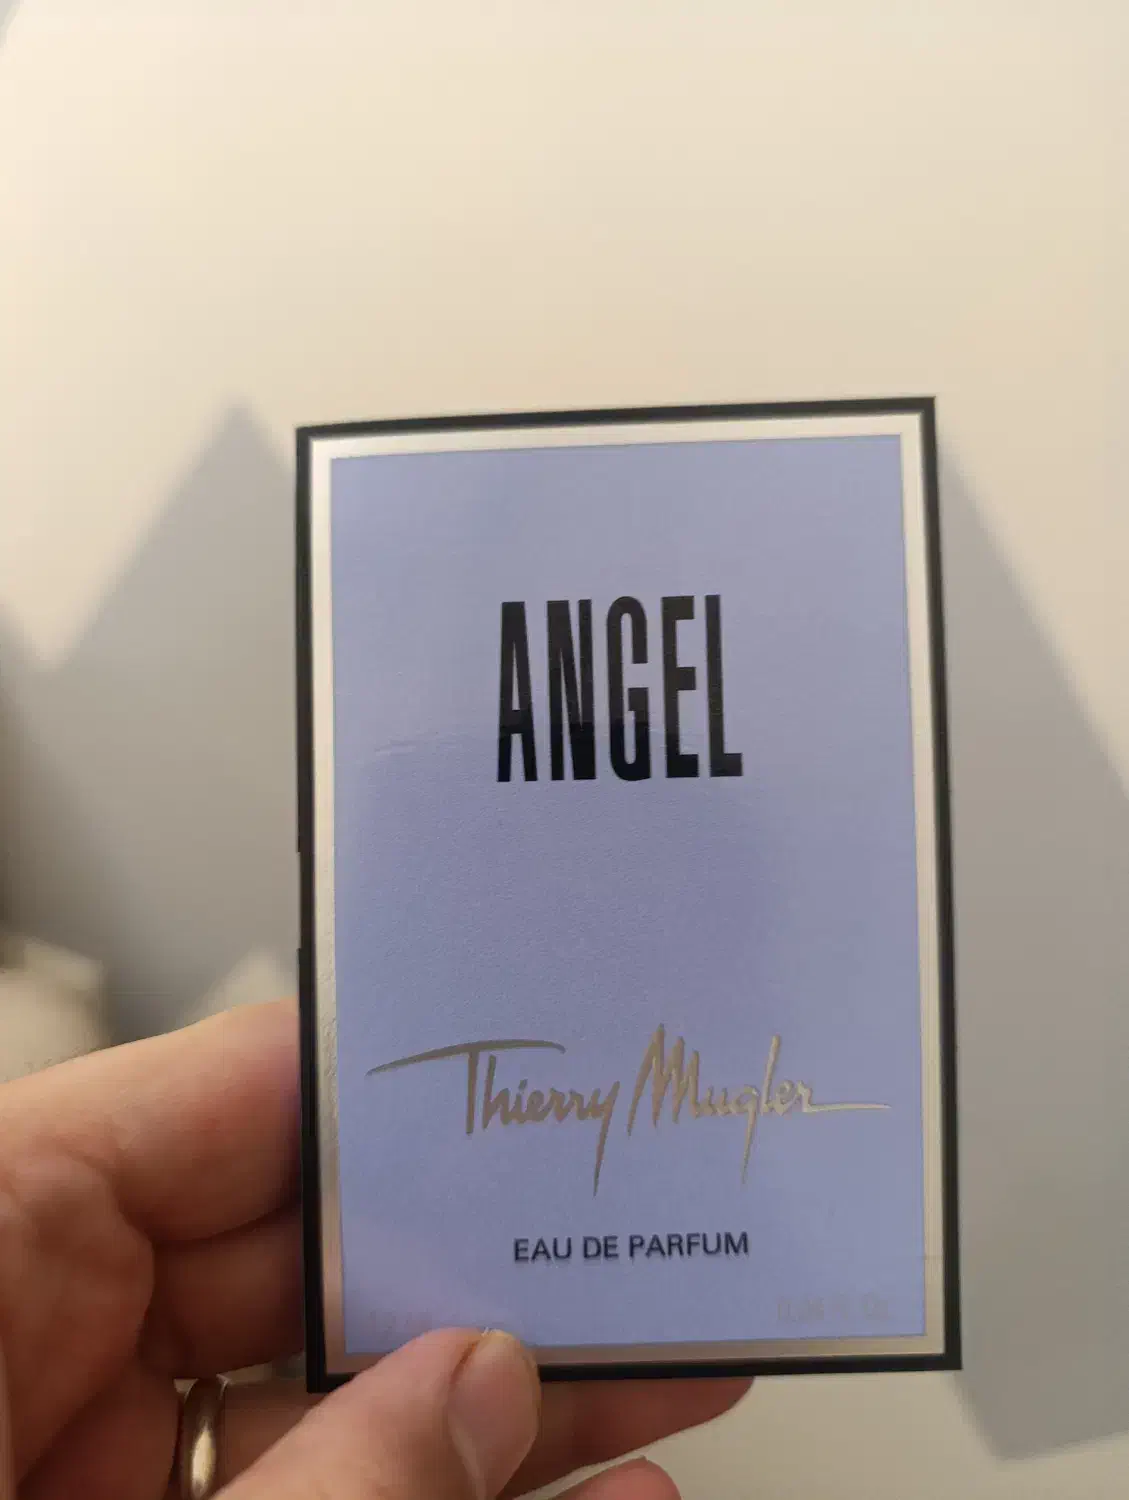 ANGEL
Thierry Mugler
EAU DE PARFUM